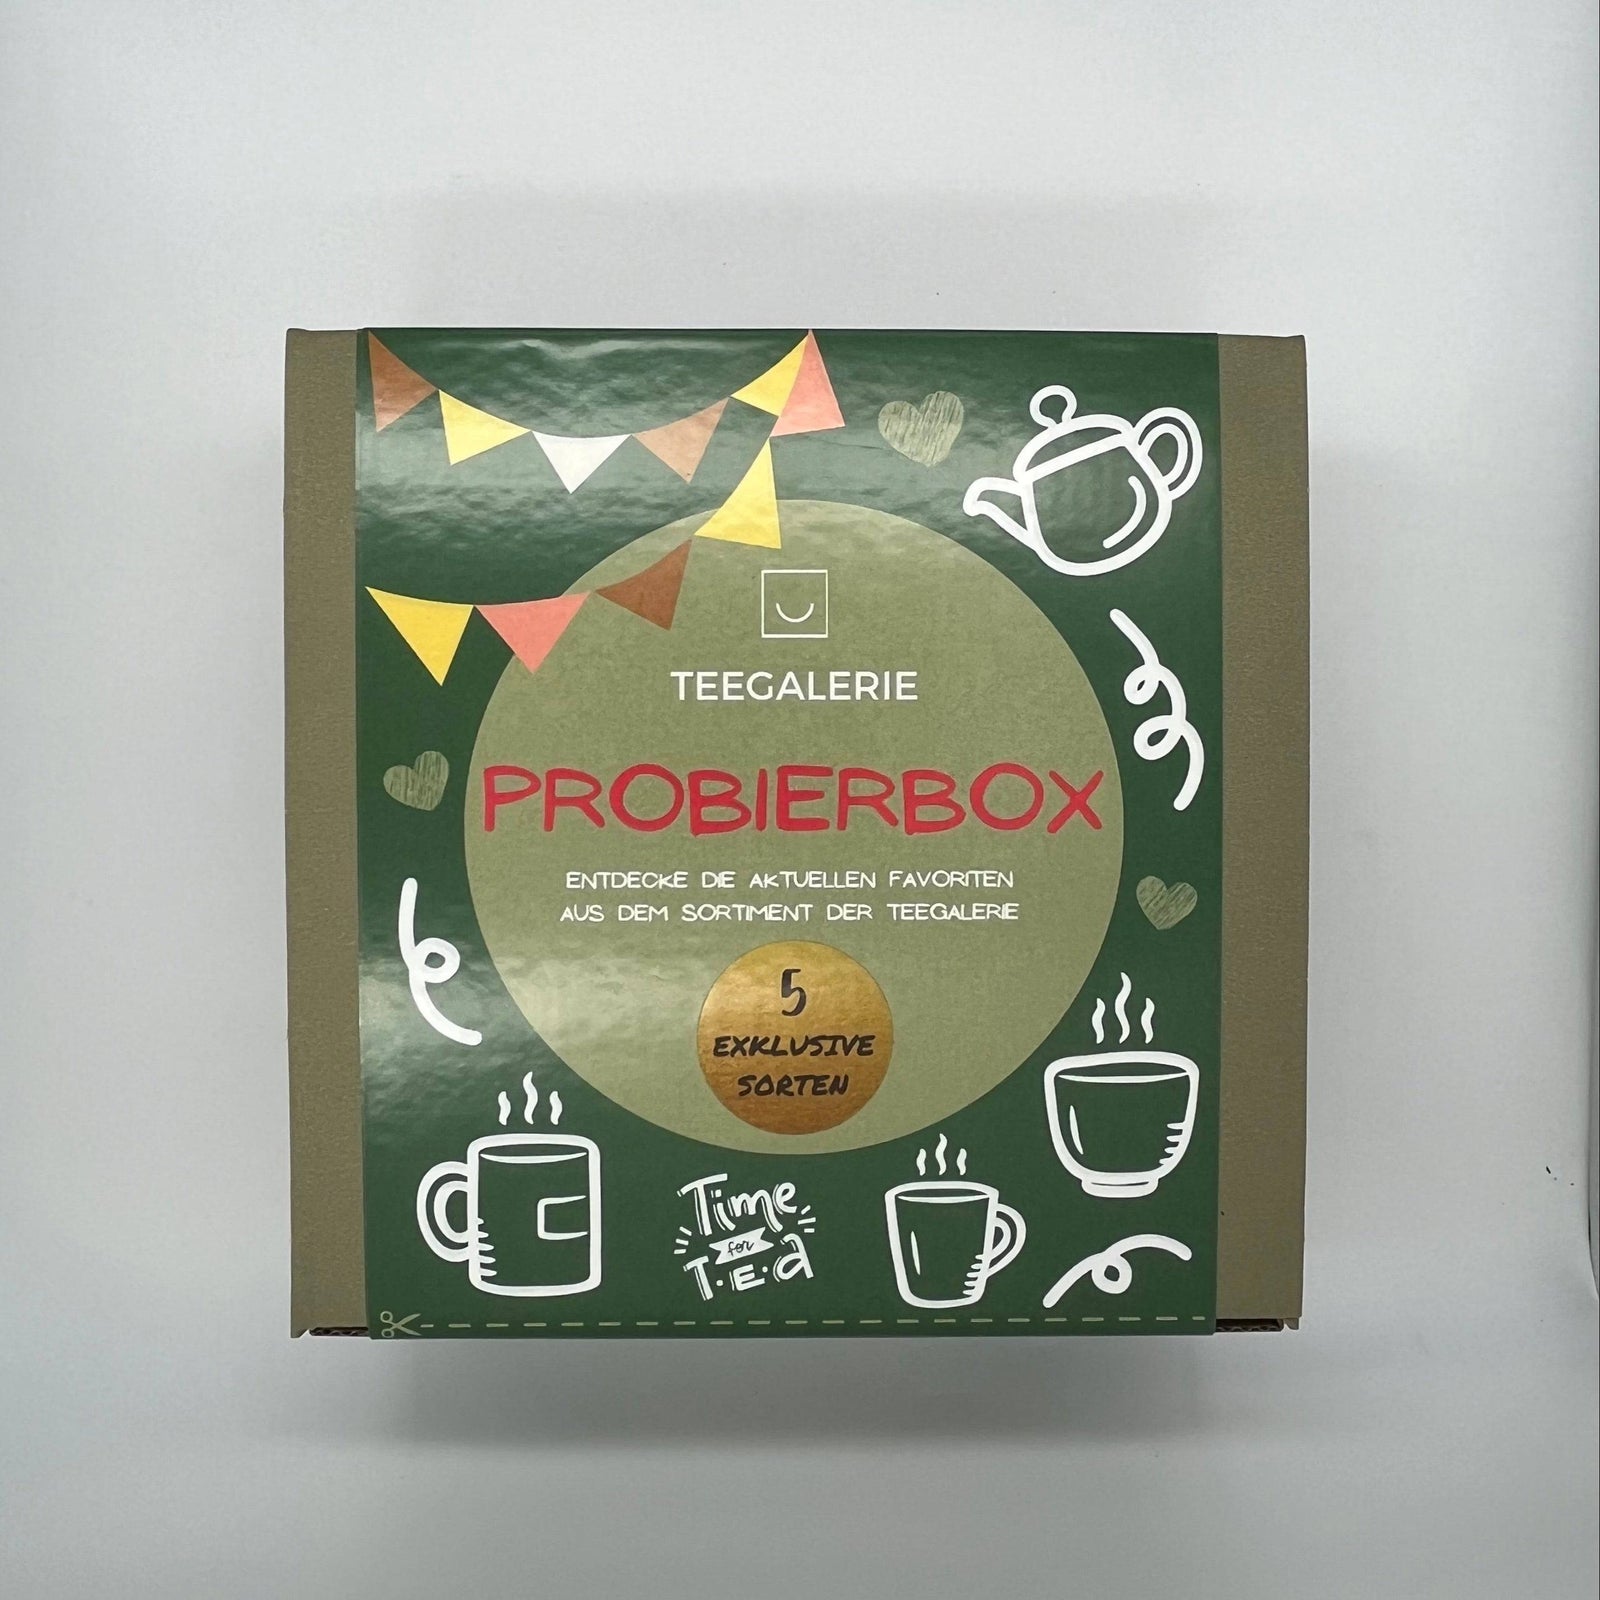 TEEGALERIE
PROBIERBOX
ENTDECKE DIE AKTUELLEN FAVORITEN
AUS DEM SORTIMENT DER TEEGALERIE
5
EXKLUSIVE
SORTEN
Time
for
T.E.a